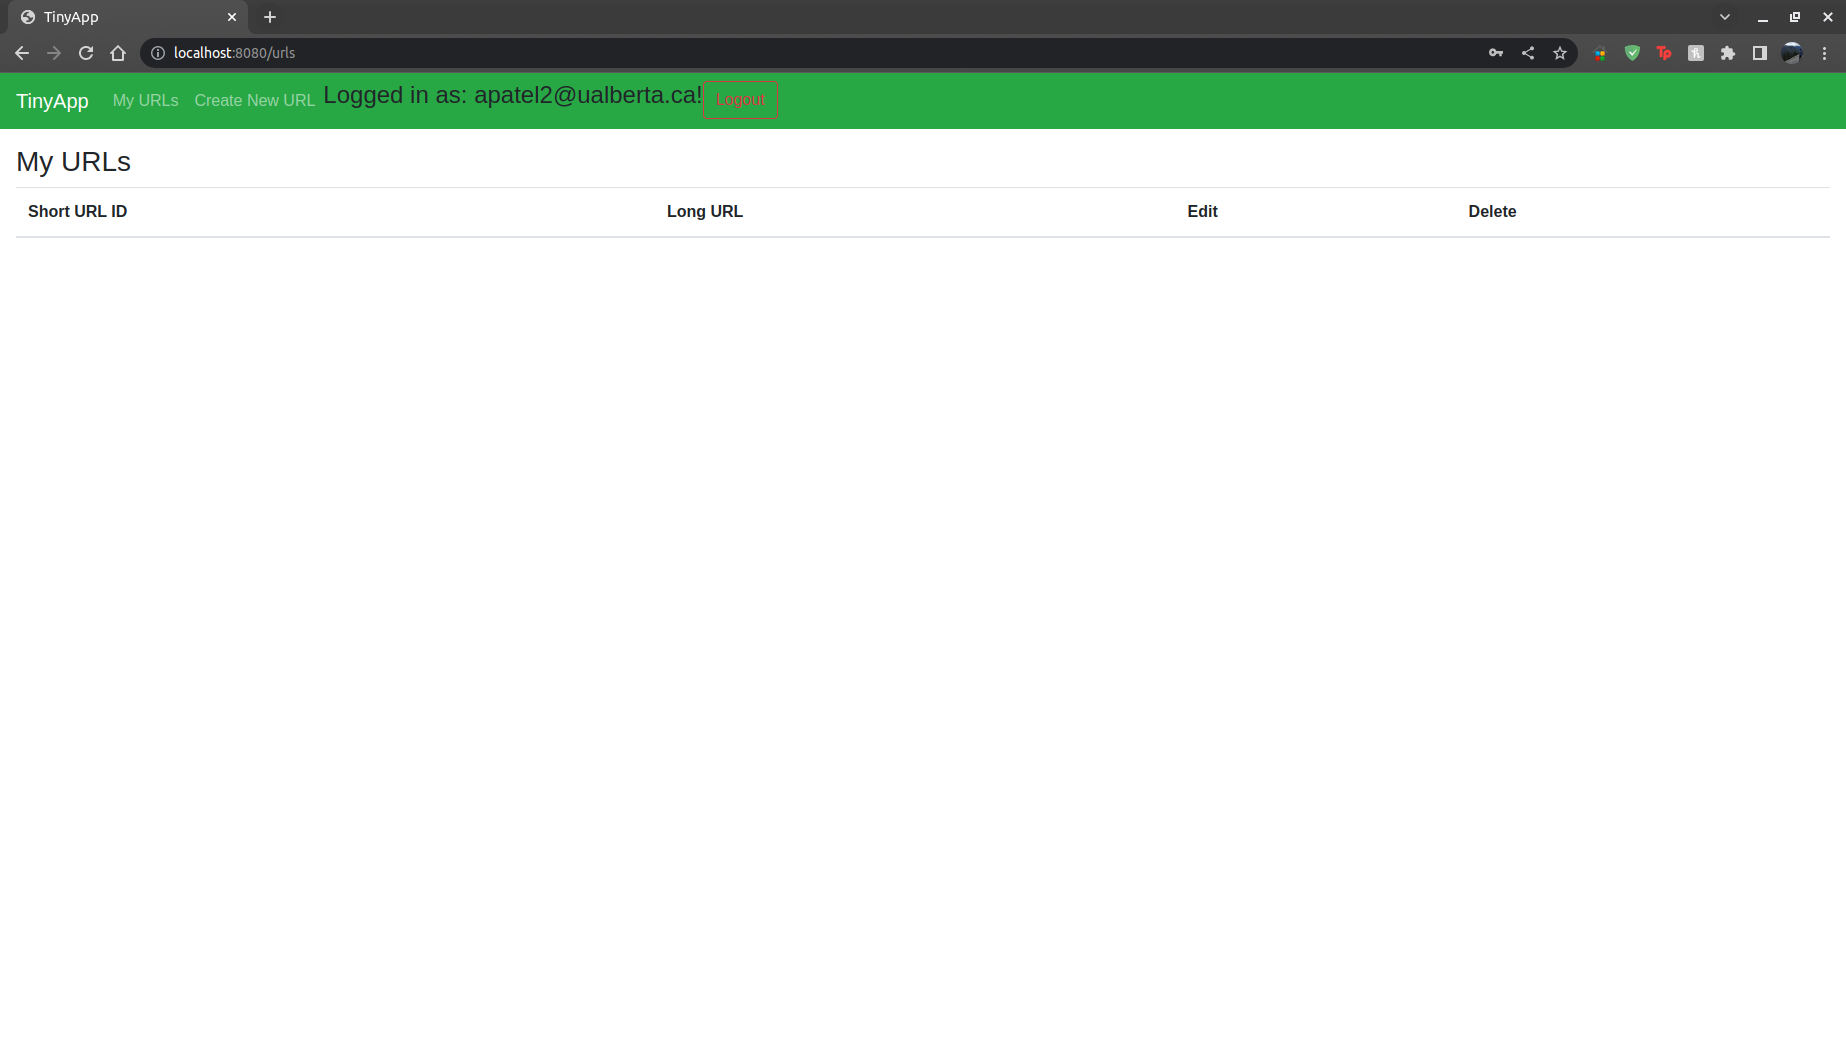 TinyApp
localhost:8080/urls
Tp
TinyApp My URLs Create New URL Logged in as: apatel2@ualberta.ca! Logout
My URLs
Short URL ID Long URL Edit Delete